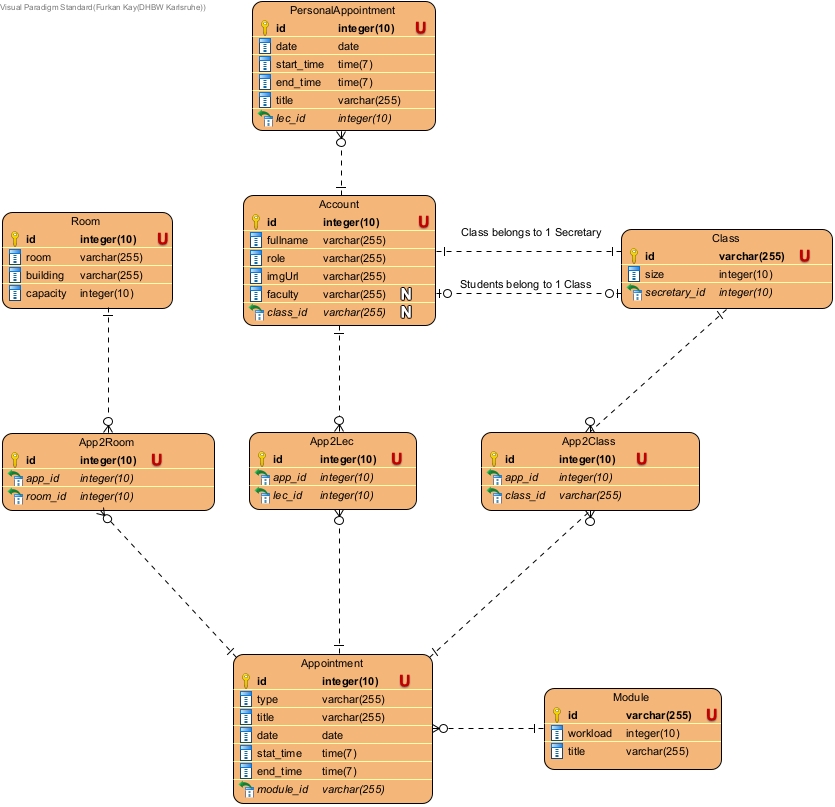 Visual Paradigm Standard(Furkan Kay(DHBW Karlsruhe))
PersonalAppointment
id integer(10) U
date date
start_time time(7)
end_time time(7)
title varchar(255)
lec_id integer(10)
Account
id integer(10) U
fullname varchar(255)
role varchar(255)
imgUrl varchar(255)
faculty varchar(255) N
class_id varchar(255) N
Room
id integer(10) U
room varchar(255)
building varchar(255)
capacity integer(10)
Class belongs to 1 Secretary
Students belong to 1 Class
Class
id varchar(255) U
size integer(10)
secretary_id integer(10)
App2Room
id integer(10) U
app_id integer(10)
room_id integer(10)
App2Lec
id integer(10) U
app_id integer(10)
lec_id integer(10)
App2Class
id integer(10) U
app_id integer(10)
class_id varchar(255)
Appointment
id integer(10) U
type varchar(255)
title varchar(255)
date date
stat_time time(7)
end_time time(7)
module_id varchar(255)
Module
id varchar(255) U
workload integer(10)
title varchar(255)